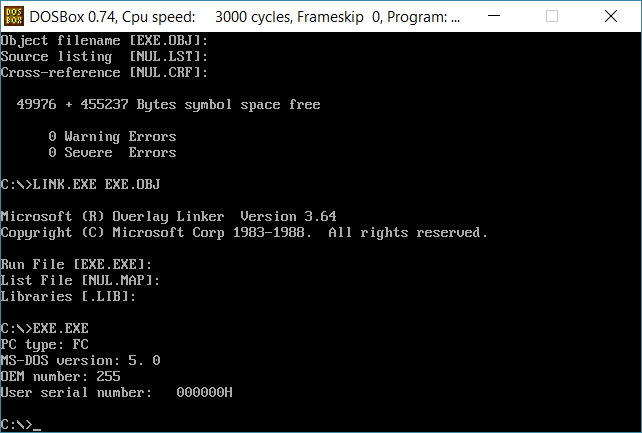 DOS BOX DOSBox 0.74, Cpu speed:    3000 cycles, Frameskip  0, Program: ...
Object filename [EXE.OBJ]:
Source listing  [NUL.LST]:
Cross-reference [NUL.CRF]:
  49976 + 455237 Bytes symbol space free
      0 Warning Errors
      0 Severe  Errors
C:\>LINK.EXE EXE.OBJ
Microsoft (R) Overlay Linker  Version 3.64
Copyright (C) Microsoft Corp 1983-1988.  All rights reserved.
Run File [EXE.EXE]:
List File [NUL.MAP]:
Libraries [.LIB]:
C:\>EXE.EXE
PC type: FC
MS-DOS version: 5. 0
OEM number: 255
User serial number:   000000H
C:\>_